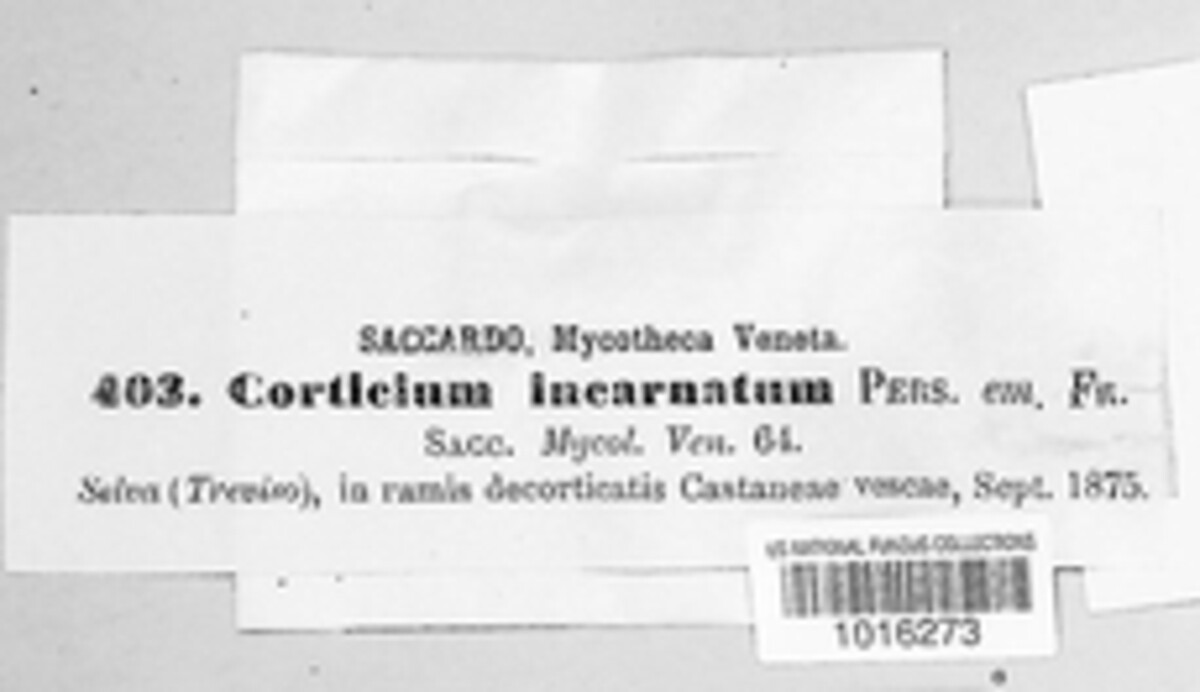 SACCARDO, Mycotheca Veneta.
403. Corticium incarnatum PERS. em. FR.
SACC. Mycol. Ven. 64.
Selva (Treviso), in ramis decorticatis Castaneae vescae, Sept. 1875.
US NATIONAL FUNGUS COLLECTIONS
1016273